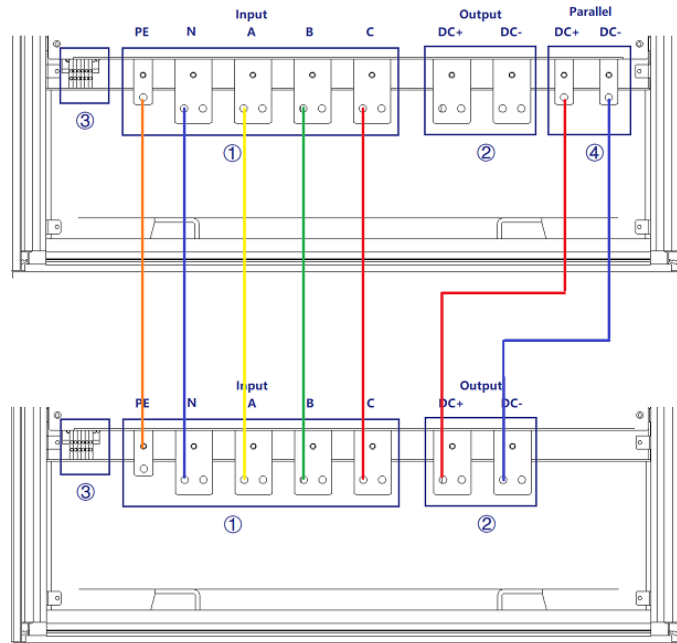 Input Output Parallel
PE N A B C DC+ DC- DC+ DC-
③ ① ② ④
Input Output
PE N A B C DC+ DC-
③ ① ②